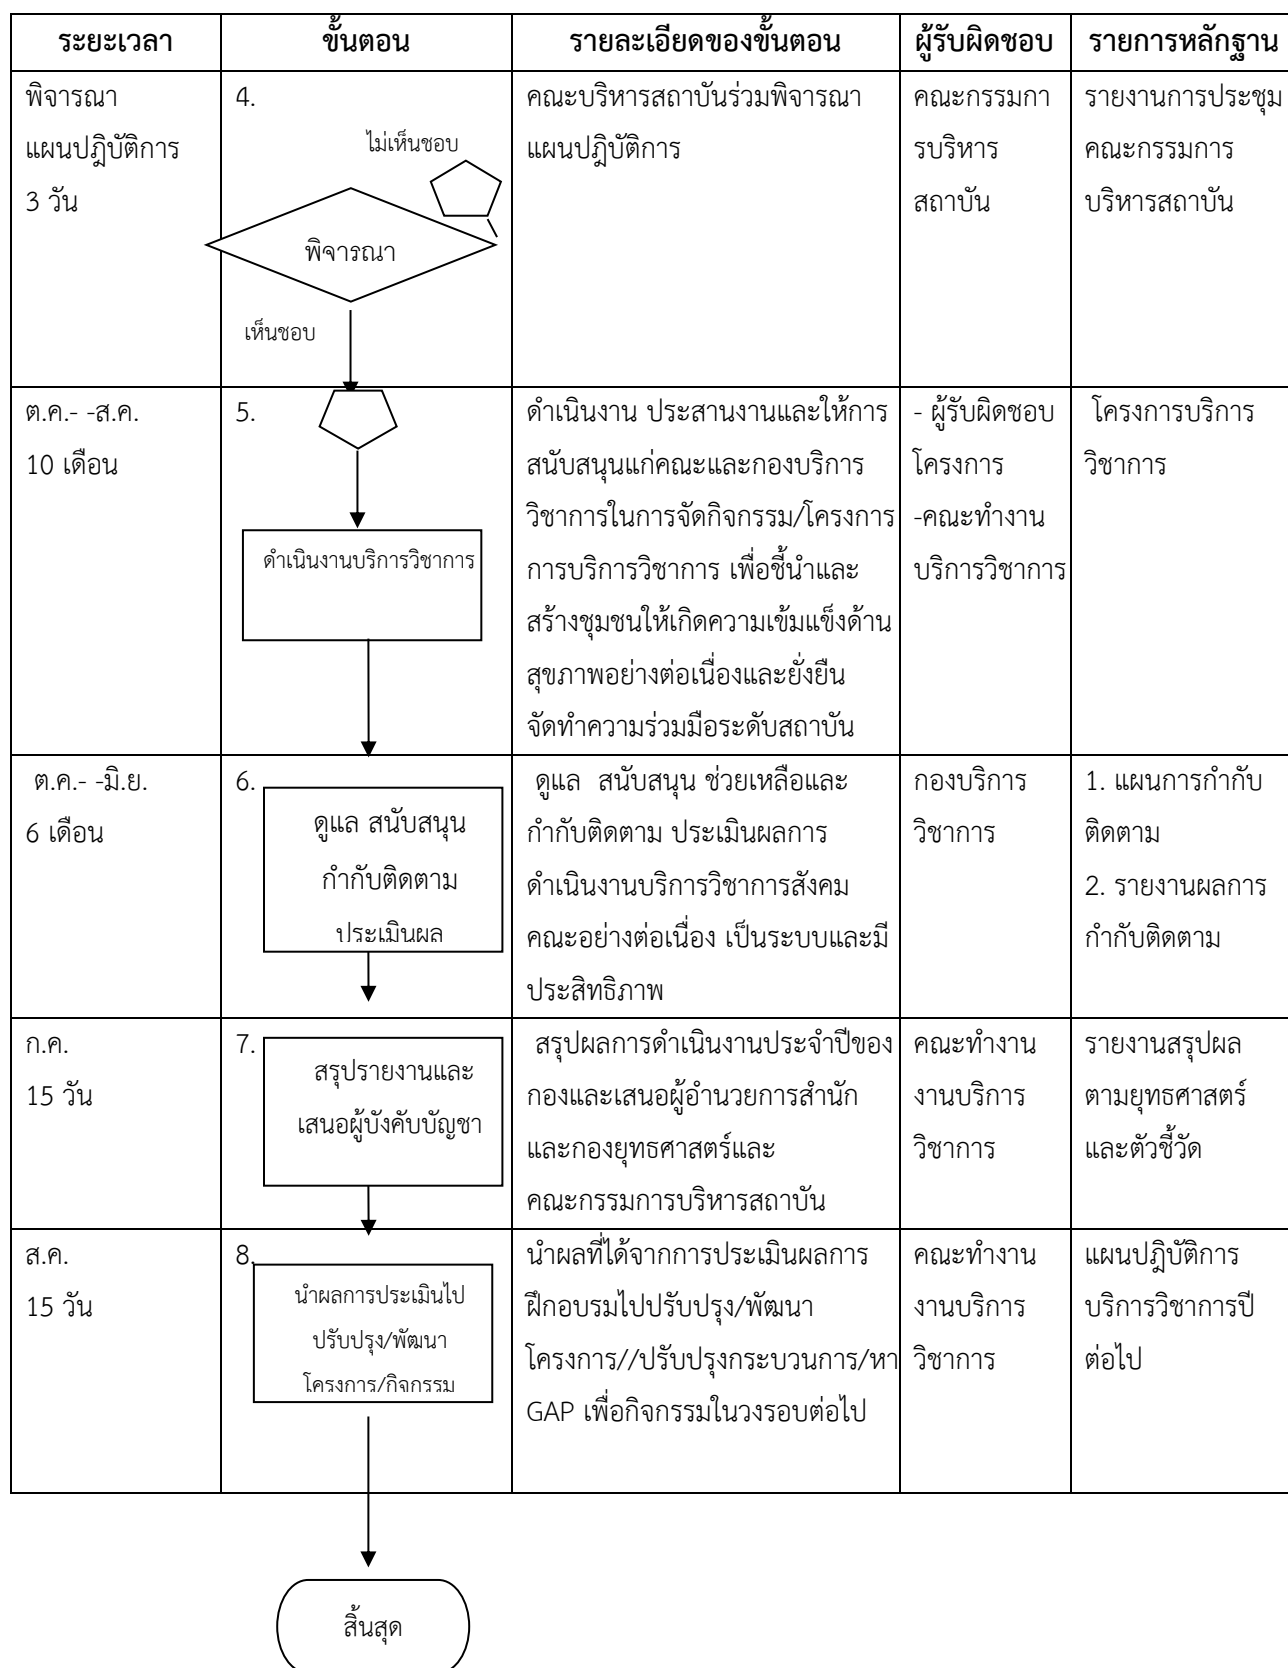 ระยะเวลา
ขั้นตอน
รายละเอียดของขั้นตอน
ผู้รับผิดชอบ
รายการหลักฐาน
พิจารณา
แผนปฏิบัติการ
3 วัน
4.
ไม่เห็นชอบ
พิจารณา
เห็นชอบ
คณะบริหารสถาบันร่วมพิจารณา
แผนปฏิบัติการ
คณะกรรมกา
รบริหาร
สถาบัน
รายงานการประชุม
คณะกรรมการ
บริหารสถาบัน
ต.ค.- -ส.ค.
10 เดือน
5.
ดำเนินงานบริการวิชาการ
ดำเนินงาน ประสานงานและให้การ
สนับสนุนแก่คณะและกองบริการ
วิชาการในการจัดกิจกรรม/โครงการ
การบริการวิชาการ เพื่อชี้นำและ
สร้างชุมชนให้เกิดความเข้มแข็งด้าน
สุขภาพอย่างต่อเนื่องและยั่งยืน
จัดทำความร่วมมือระดับสถาบัน
- ผู้รับผิดชอบ
โครงการ
-คณะทำงาน
บริการวิชาการ
โครงการบริการ
วิชาการ
ต.ค.- -มิ.ย.
6 เดือน
6.
ดูแล สนับสนุน
กำกับติดตาม
ประเมินผล
ดูแล  สนับสนุน ช่วยเหลือและ
กำกับติดตาม ประเมินผลการ
ดำเนินงานบริการวิชาการสังคม
คณะอย่างต่อเนื่อง เป็นระบบและมี
ประสิทธิภาพ
กองบริการ
วิชาการ
1. แผนการกำกับ
ติดตาม
2. รายงานผลการ
กำกับติดตาม
ก.ค.
15 วัน
7.
สรุปรายงานและ
เสนอผู้บังคับบัญชา
สรุปผลการดำเนินงานประจำปีของ
กองและเสนอผู้อำนวยการสำนัก
และกองยุทธศาสตร์และ
คณะกรรมการบริหารสถาบัน
คณะทำงาน
งานบริการ
วิชาการ
รายงานสรุปผล
ตามยุทธศาสตร์
และตัวชี้วัด
ส.ค.
15 วัน
8.
นำผลการประเมินไป
ปรับปรุง/พัฒนา
โครงการ/กิจกรรม
นำผลที่ได้จากการประเมินผลการ
ฝึกอบรมไปปรับปรุง/พัฒนา
โครงการ//ปรับปรุงกระบวนการ/หา
GAP เพื่อกิจกรรมในวงรอบต่อไป
คณะทำงาน
งานบริการ
วิชาการ
แผนปฏิบัติการ
บริการวิชาการปี
ต่อไป
สิ้นสุด